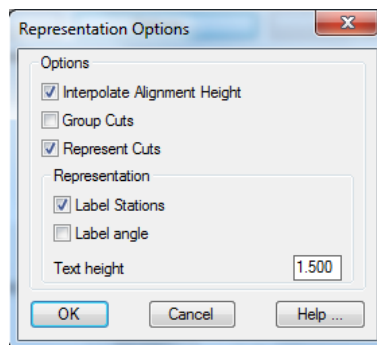 Representation Options
Options
Interpolate Alignment Height
Group Cuts
Represent Cuts
Representation
Label Stations
Label angle
Text height 1.500
OK Cancel Help ...